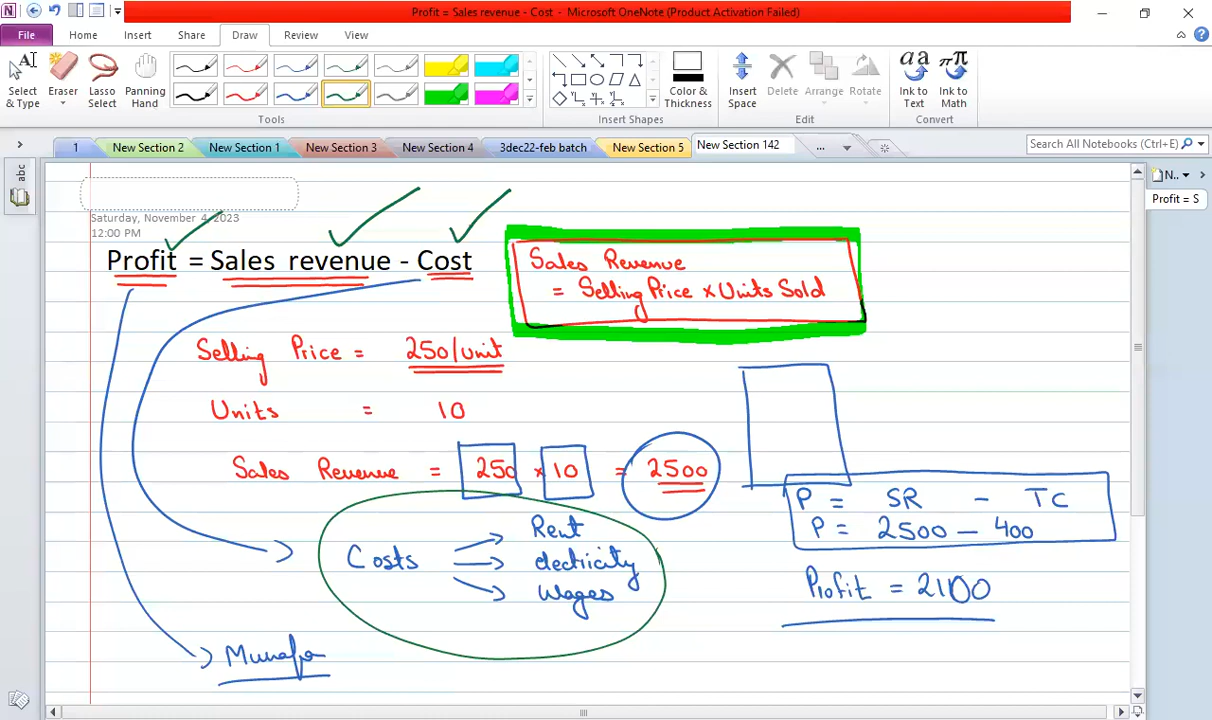 Profit = Sales revenue - Cost - Microsoft OneNote (Product Activation Failed)
File Home Insert Share Draw Review View
Select & Type
Eraser
Lasso Select
Panning Hand
Color & Thickness
Insert Space
Delete
Arrange
Rotate
Ink to Text
Ink to Math
Tools
Insert Shapes
Edit
Convert
1 New Section 2 New Section 1 New Section 3 New Section 4 3dec22-feb batch New Section 5 New Section 142 ... Search All Notebooks (Ctrl+E)
abc
N..
Profit = S
Saturday, November 4, 2023
12:00 PM
Profit = Sales revenue - Cost
Sales Revenue
= Selling Price × Units Sold
Selling Price = 250/unit
Units = 10
Sales Revenue = 250 × 10 = 2500
P = SR - TC
P = 2500 - 400
Profit = 2100
Costs
Rent
electricity
Wages
Munafa